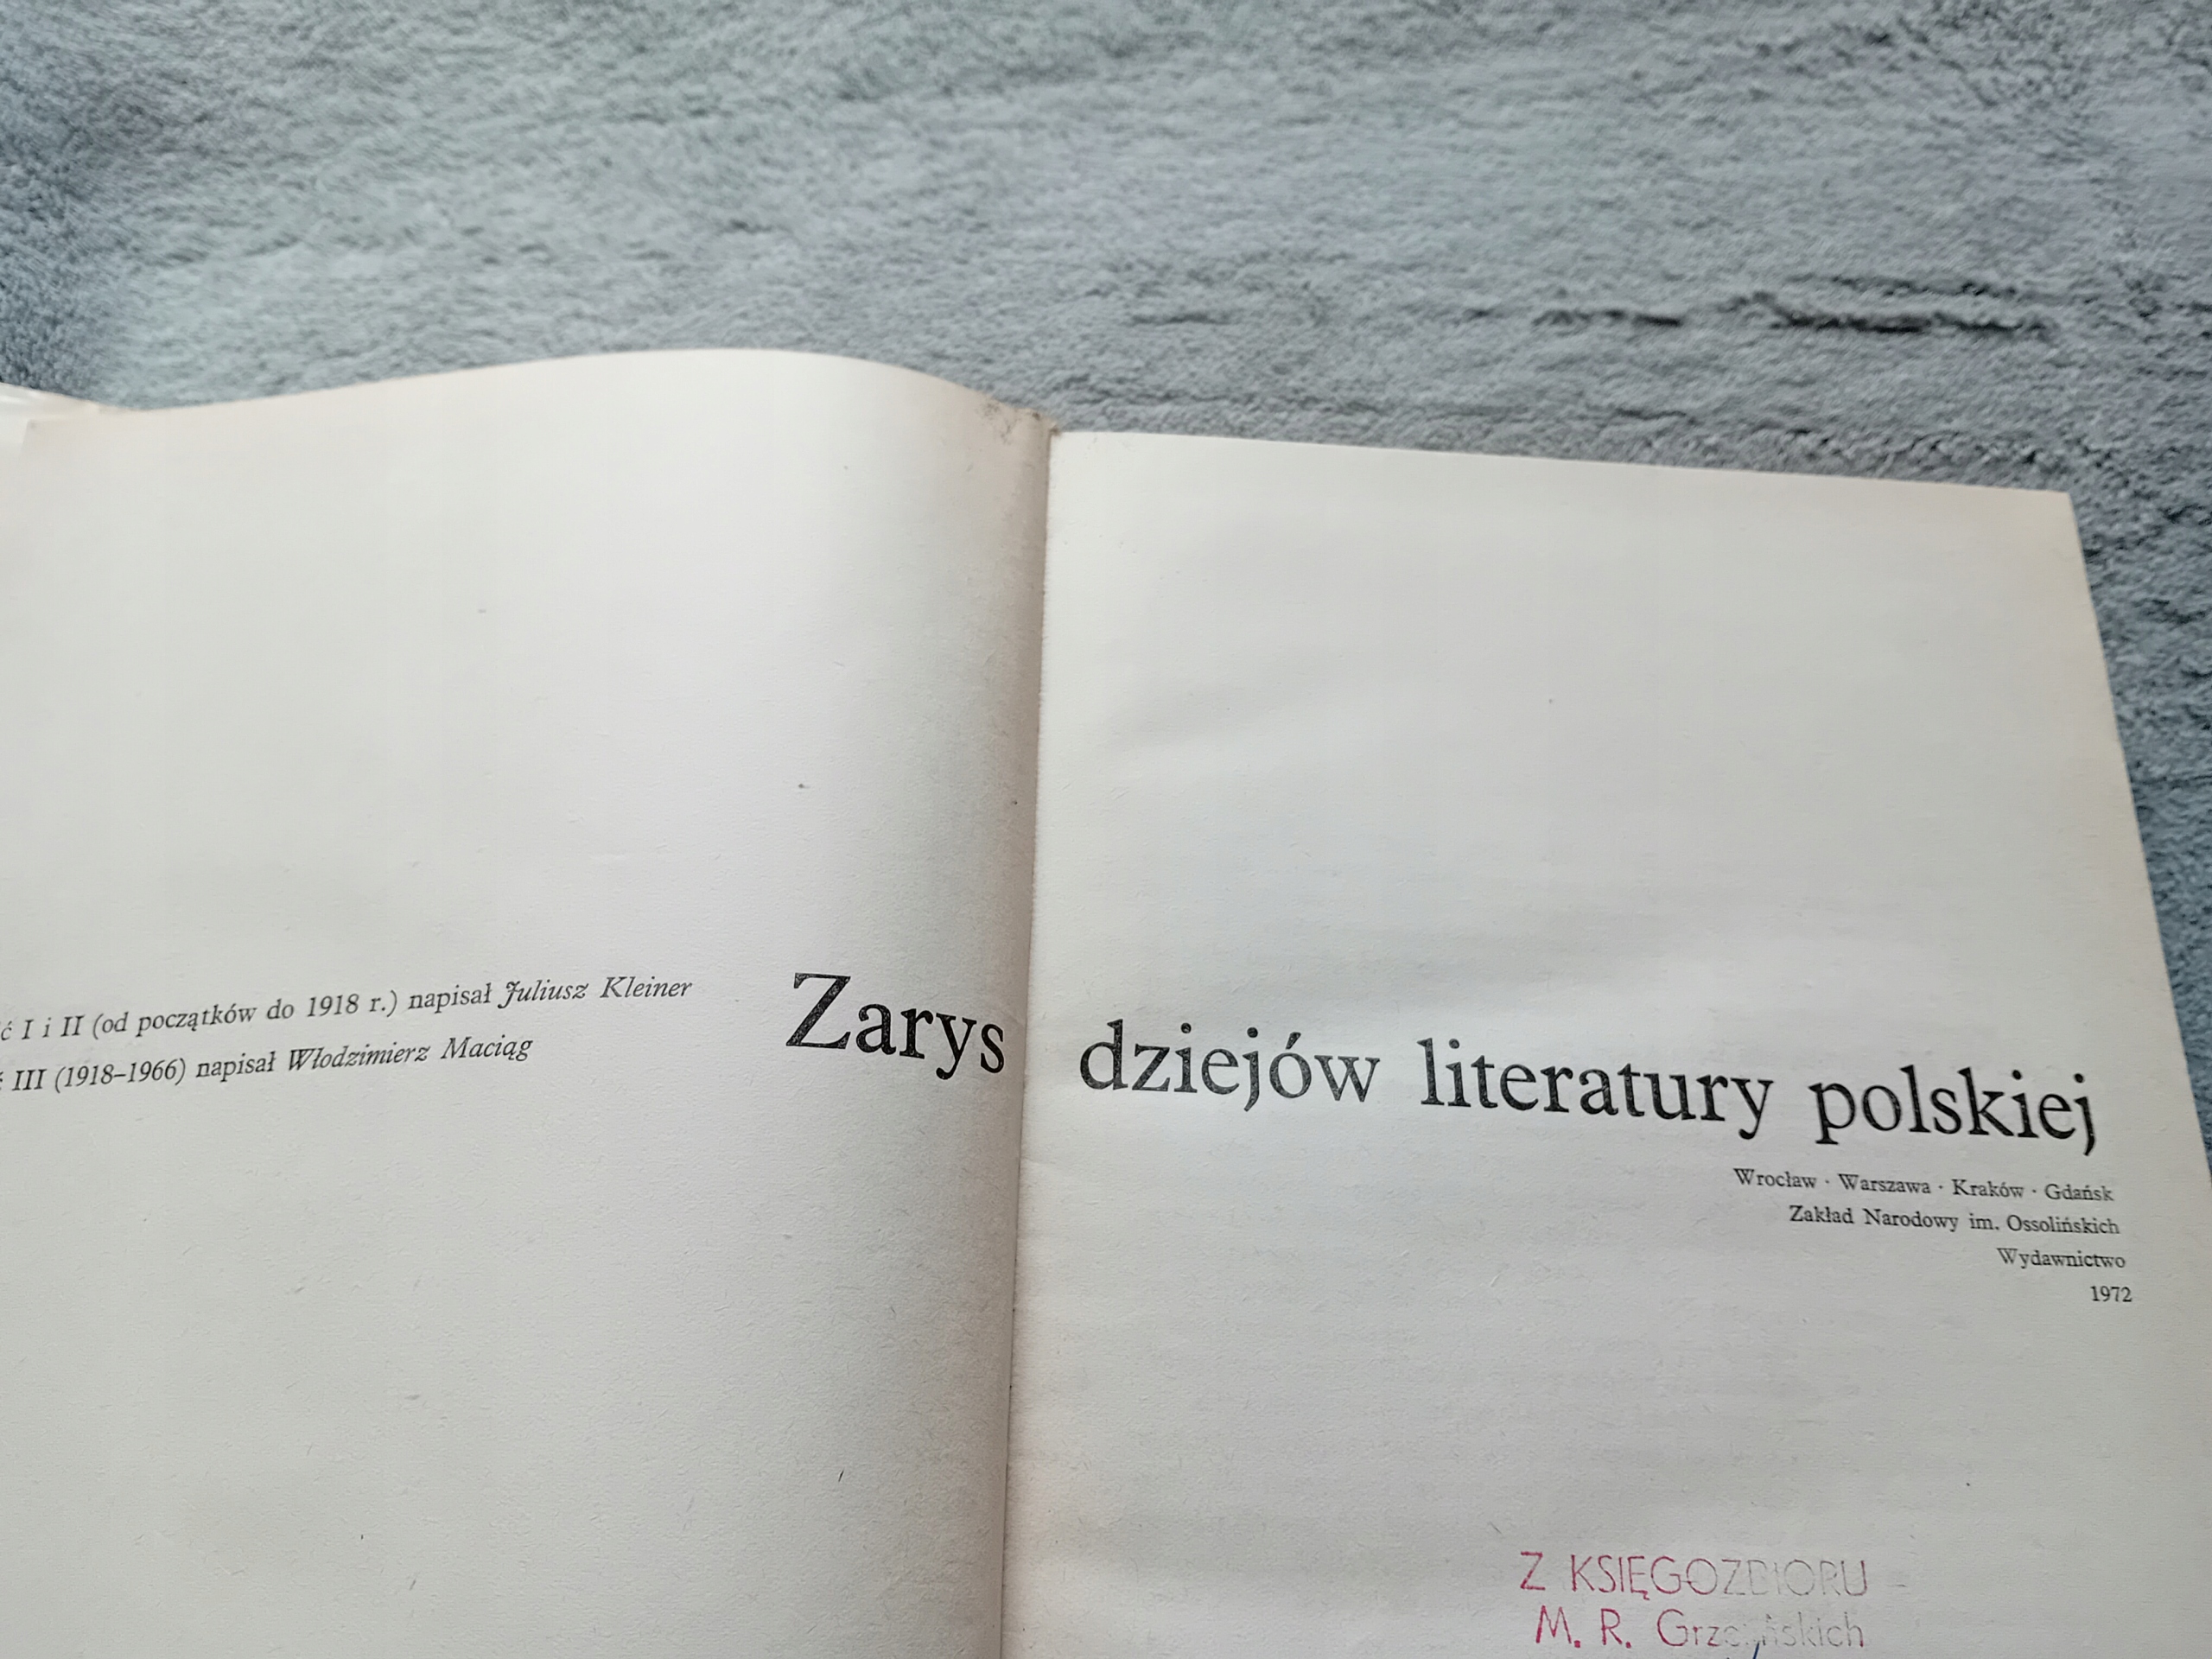 ć I i II (od początków do 1918 r.) napisał Juliusz Kleiner
ć III (1918–1966) napisał Włodzimierz Maciąg
Zarys dziejów literatury polskiej
Wrocław · Warszawa · Kraków · Gdańsk
Zakład Narodowy im. Ossolińskich
Wydawnictwo
1972
Z KSIĘGOZBIORU
M. R.